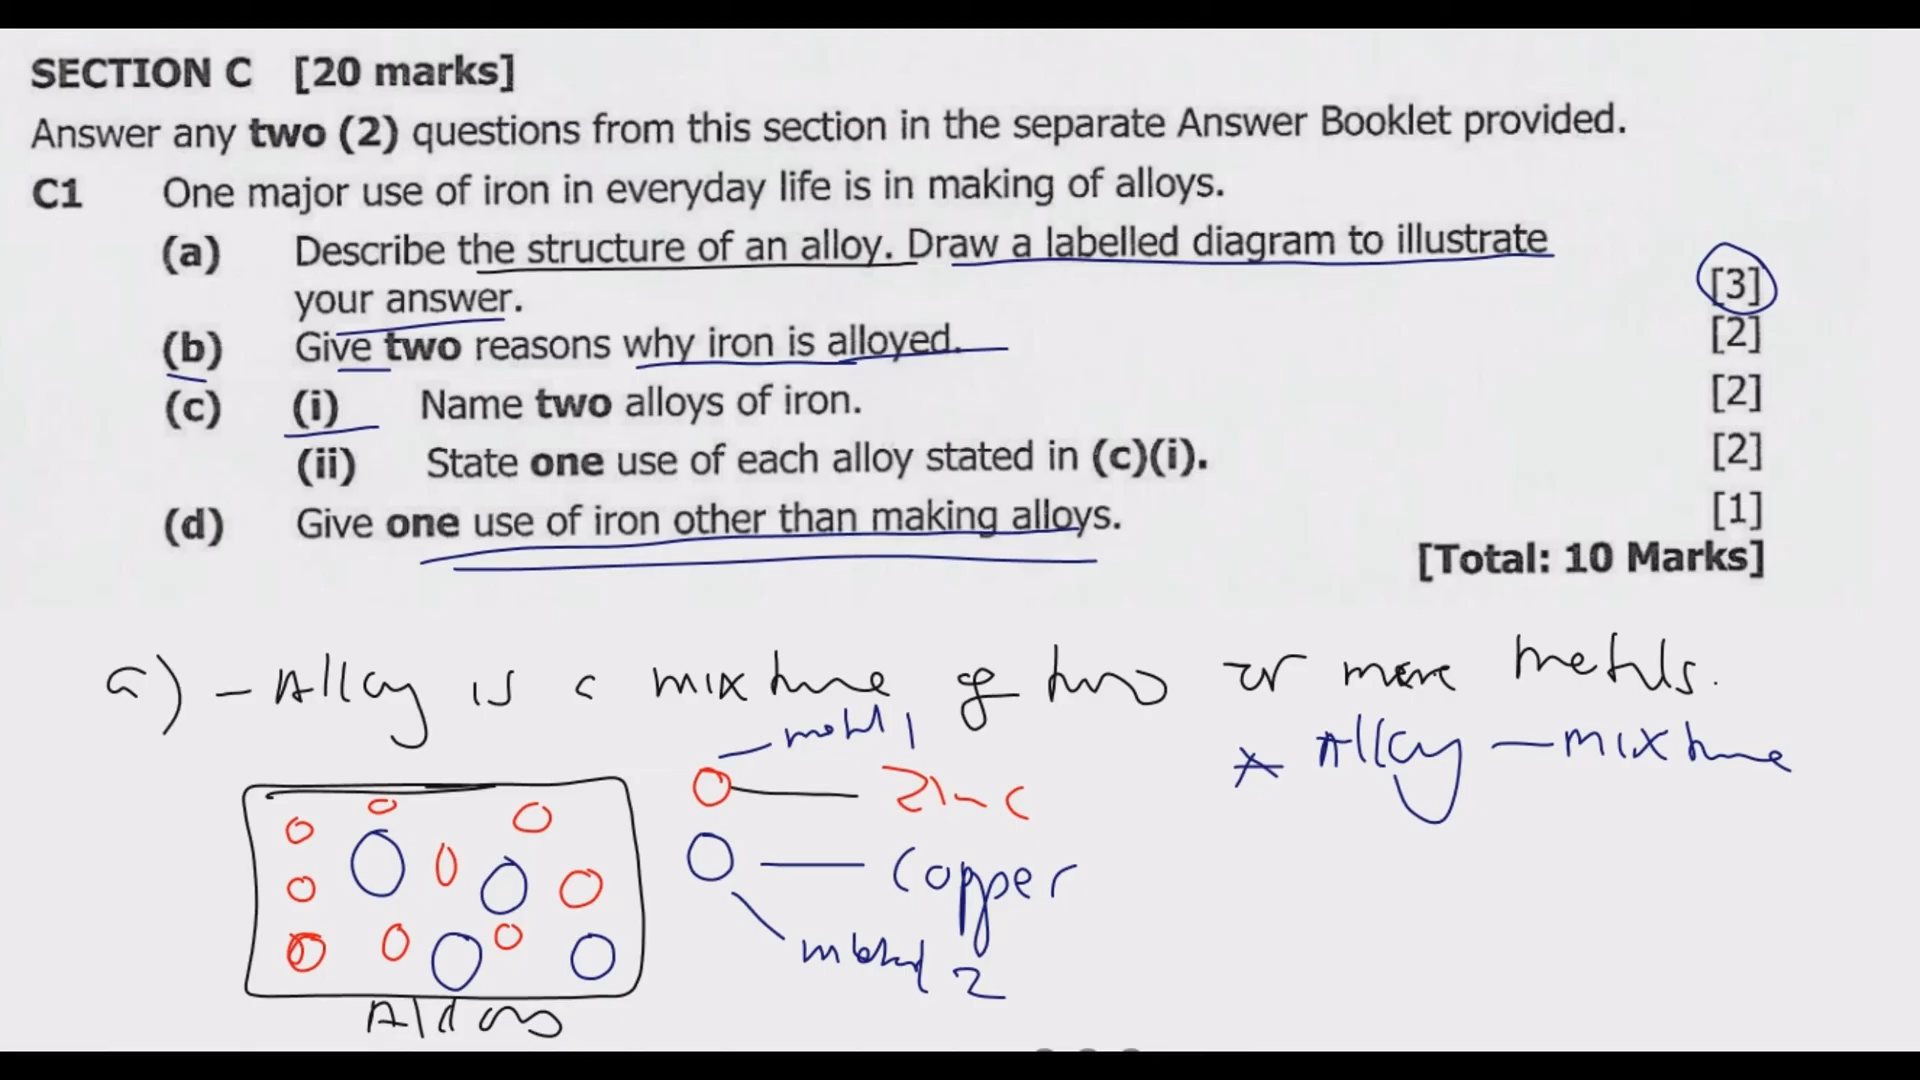 SECTION C [20 marks]
Answer any two (2) questions from this section in the separate Answer Booklet provided.
C1 One major use of iron in everyday life is in making of alloys.
(a) Describe the structure of an alloy. Draw a labelled diagram to illustrate
your answer. [3]
(b) Give two reasons why iron is alloyed. [2]
(c) (i) Name two alloys of iron. [2]
(ii) State one use of each alloy stated in (c)(i). [2]
(d) Give one use of iron other than making alloys. [1]
[Total: 10 Marks]
a) - Alloy is a mixture of two or more metals.
metal 1
* Alloy - mixture
Zinc
Copper
metal 2
Alloy